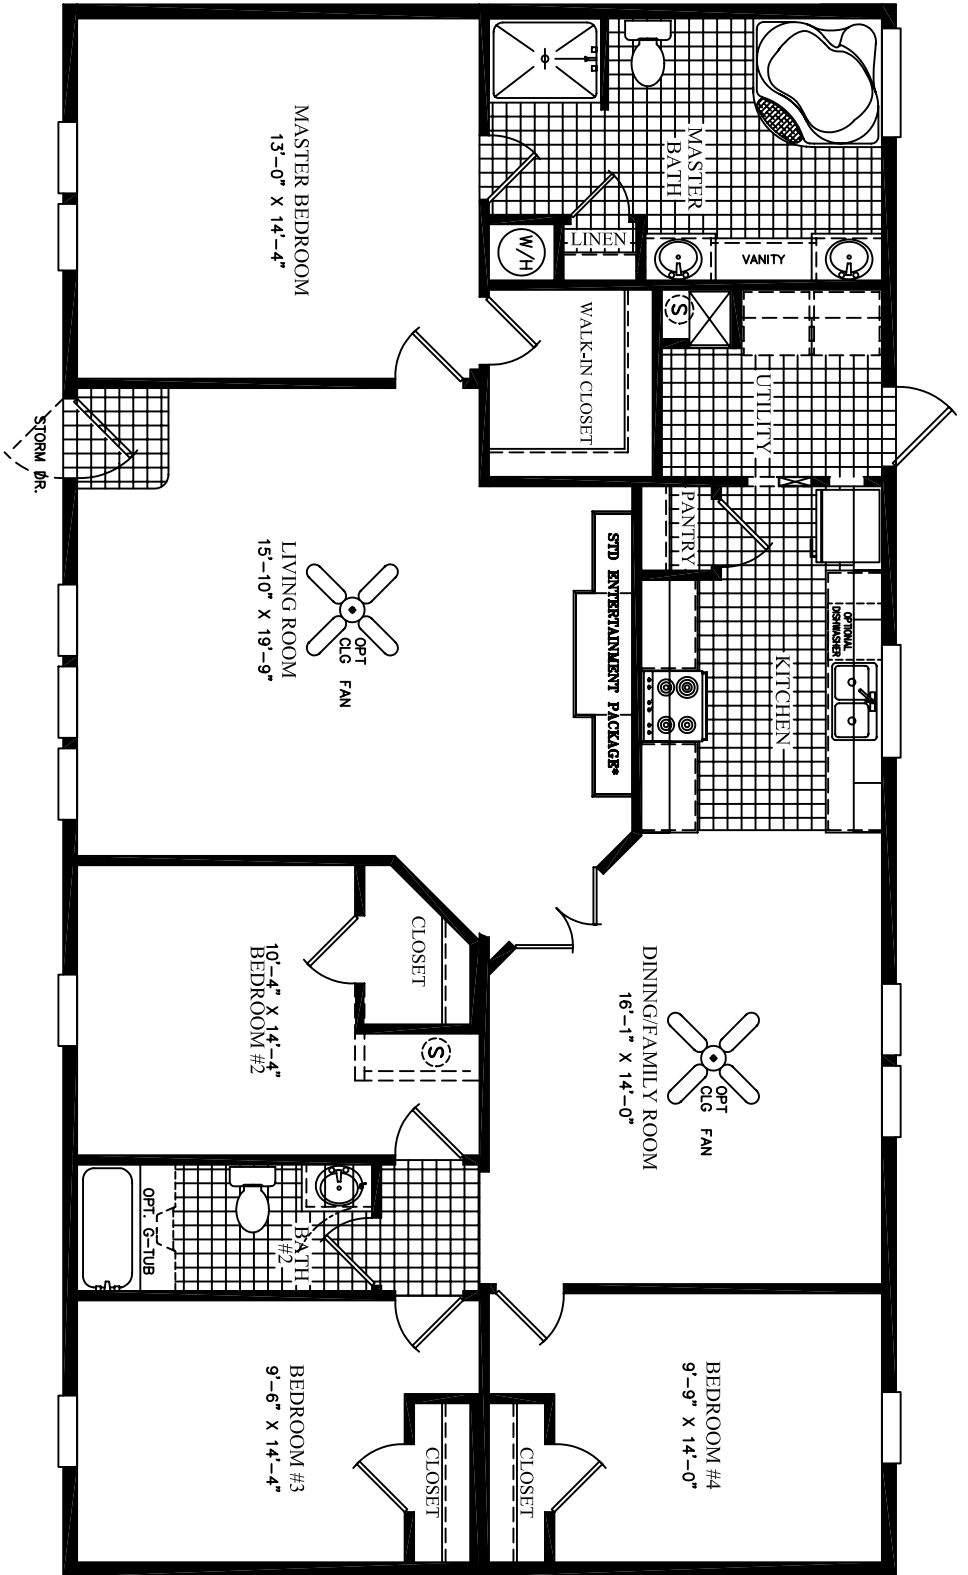 MASTER
BATH
LINEN
W/H
VANITY
WALK-IN CLOSET
S
UTILITY
PANTRY
KITCHEN
OPTIONAL
DISHWASHER
STD ENTERTAINMENT PACKAGE*
DINING/FAMILY ROOM
16'-1" X 14'-0"
OPT
CLG FAN
BEDROOM #4
9'-9" X 14'-0"
CLOSET
MASTER BEDROOM
13'-0" X 14'-4"
STORM DR.
LIVING ROOM
15'-10" X 19'-9"
OPT
CLG FAN
CLOSET
10'-4" X 14'-4"
BEDROOM #2
S
BATH
#2
OPT. G-TUB
BEDROOM #3
9'-6" X 14'-4"
CLOSET